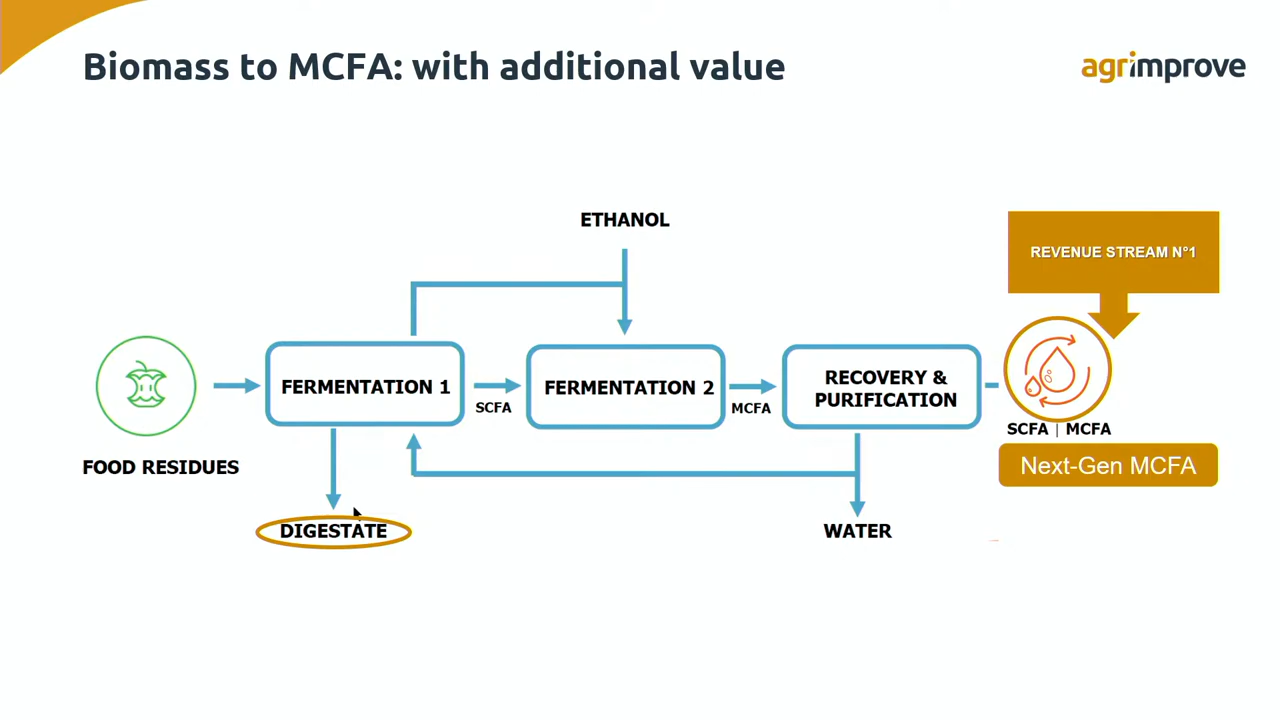 Biomass to MCFA: with additional value
agrimprove
ETHANOL
REVENUE STREAM N°1
FERMENTATION 1
SCFA
FERMENTATION 2
MCFA
RECOVERY &
PURIFICATION
SCFA | MCFA
Next-Gen MCFA
FOOD RESIDUES
DIGESTATE
WATER